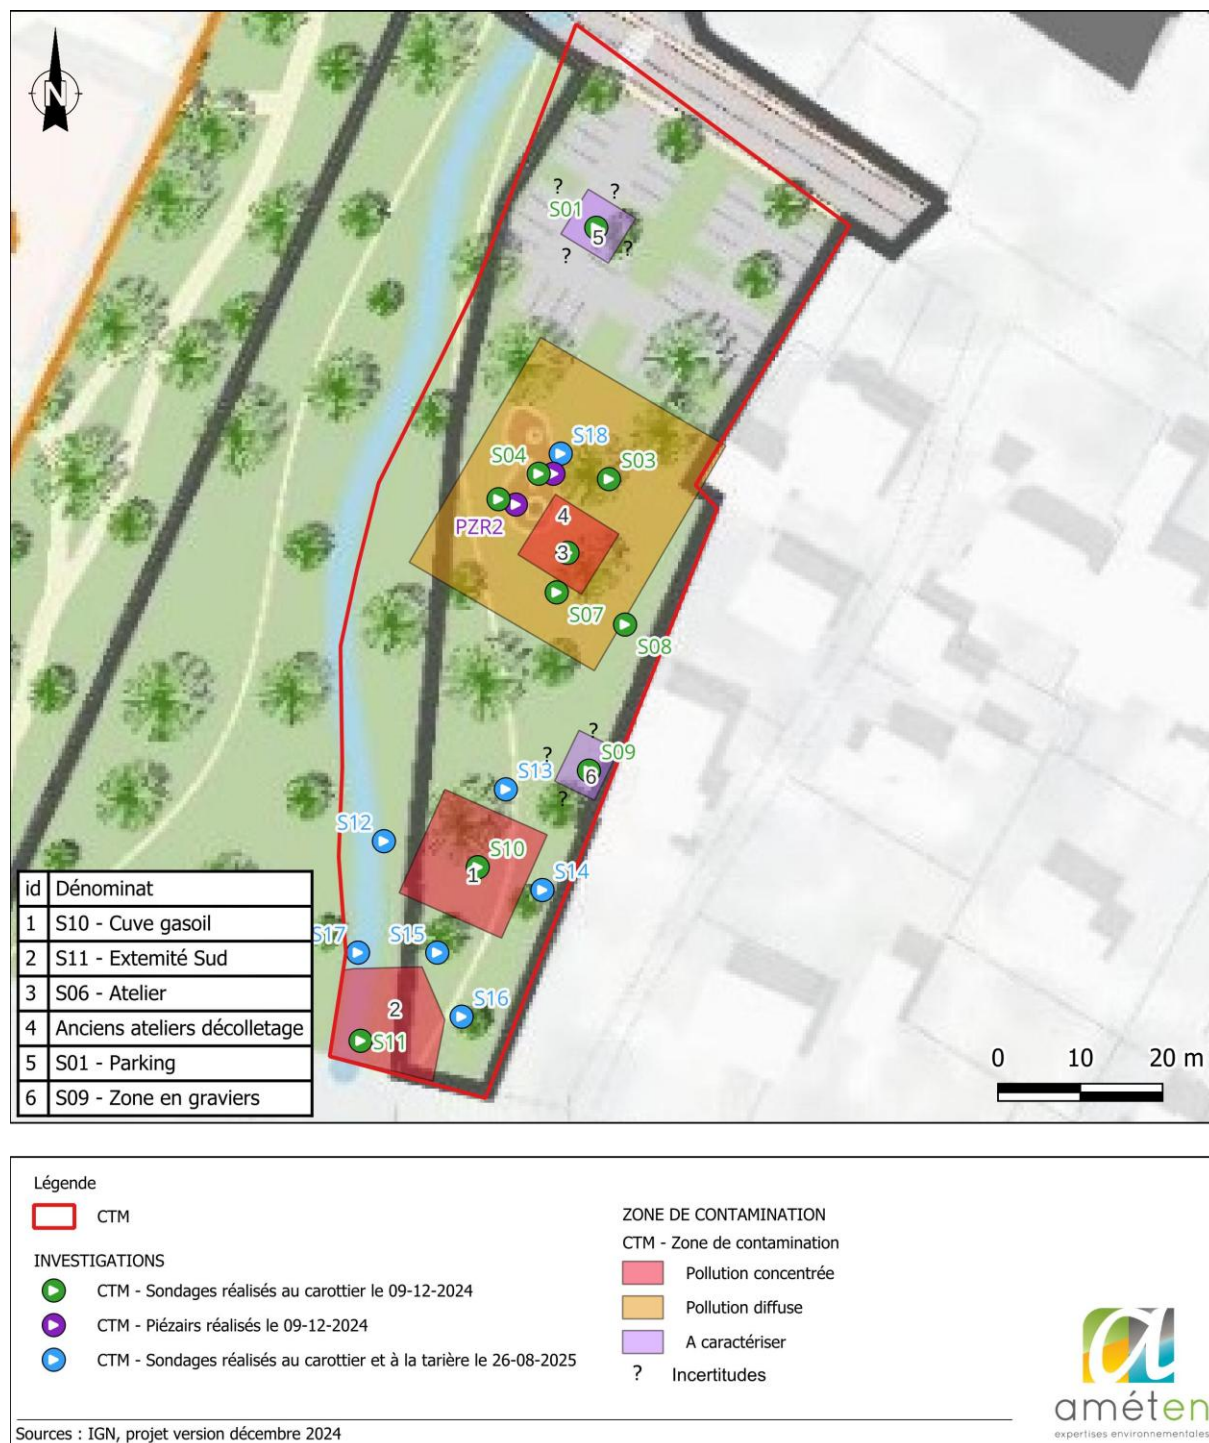 N
?
?
S01
5
?
?
S18
S04
S03
4
PZR2
3
S07
S08
?
S09
?
6
S13
?
S12
S10
1
S14
S17
S15
2
S16
S11
id Dénominat
1 S10 - Cuve gasoil
2 S11 - Extemité Sud
3 S06 - Atelier
4 Anciens ateliers décolletage
5 S01 - Parking
6 S09 - Zone en graviers
0 10 20 m
Légende
CTM
INVESTIGATIONS
CTM - Sondages réalisés au carottier le 09-12-2024
CTM - Piézairs réalisés le 09-12-2024
CTM - Sondages réalisés au carottier et à la tarière le 26-08-2025
ZONE DE CONTAMINATION
CTM - Zone de contamination
Pollution concentrée
Pollution diffuse
A caractériser
? Incertitudes
améten
expertises environnementales
Sources : IGN, projet version décembre 2024